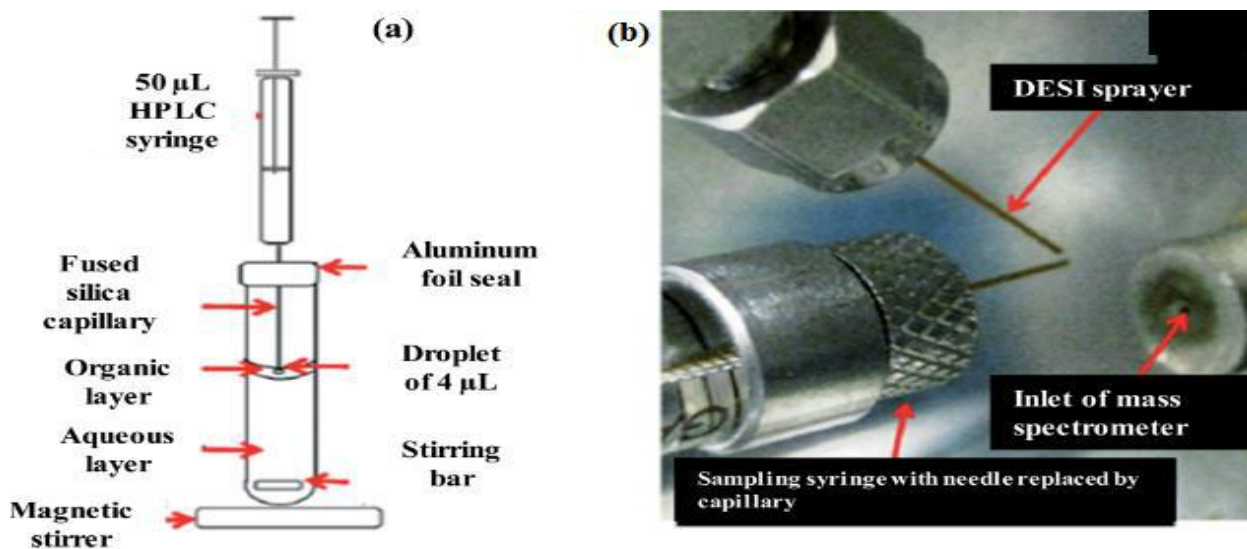 (a)
50 µL
HPLC
syringe
Fused
silica
capillary
Organic
layer
Aqueous
layer
Magnetic
stirrer
Aluminum
foil seal
Droplet
of 4 µL
Stirring
bar
(b)
DESI sprayer
Inlet of mass
spectrometer
Sampling syringe with needle replaced by
capillary